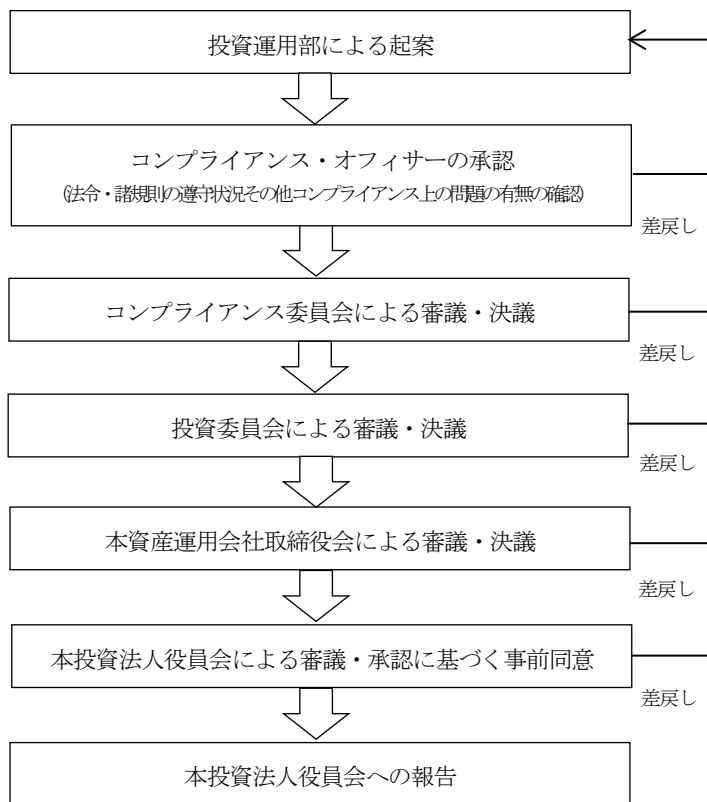 投資運用部による起案
コンプライアンス・オフィサーの承認
(法令・諸規則の遵守状況その他コンプライアンス上の問題の有無の確認)
差戻し
コンプライアンス委員会による審議・決議
差戻し
投資委員会による審議・決議
差戻し
本資産運用会社取締役会による審議・決議
差戻し
本投資法人役員会による審議・承認に基づく事前同意
差戻し
本投資法人役員会への報告